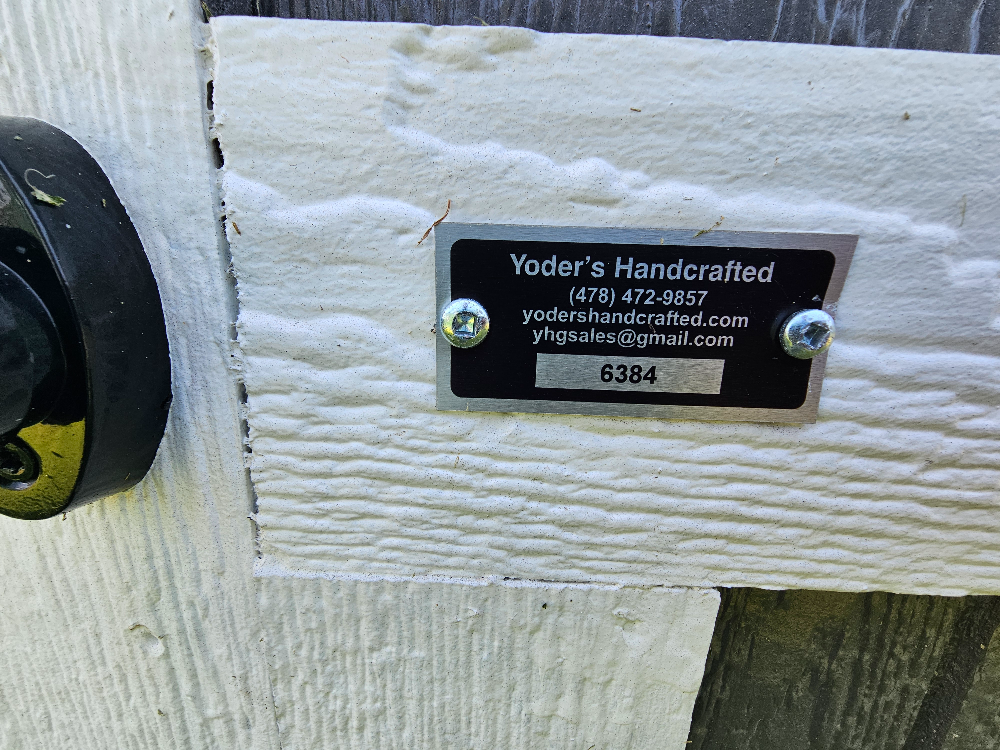 Yoder's Handcrafted
(478) 472-9857
yodershandcrafted.com
yhgsales@gmail.com
6384